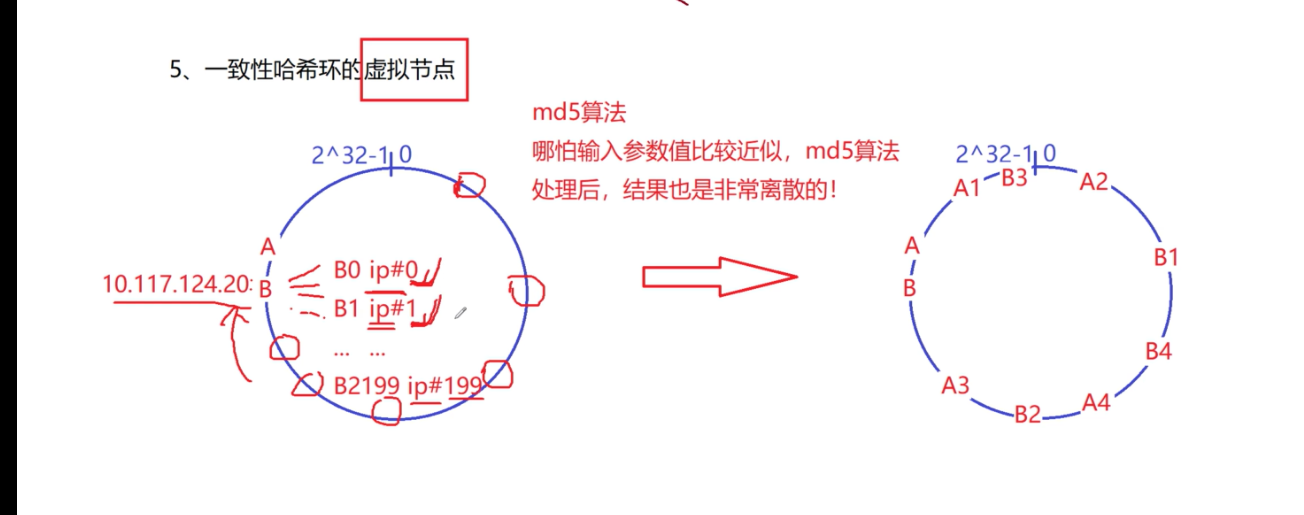 5、一致性哈希环的虚拟节点
md5算法
哪怕输入参数值比较近似，md5算法
处理后，结果也是非常离散的！
2^32-1 0
A
10.117.124.20: B
B0 ip#0
B1 ip#1
... ...
B2199 ip#199
2^32-1 0
A1 B3 A2
A B1
B
B4
A3 A4
B2